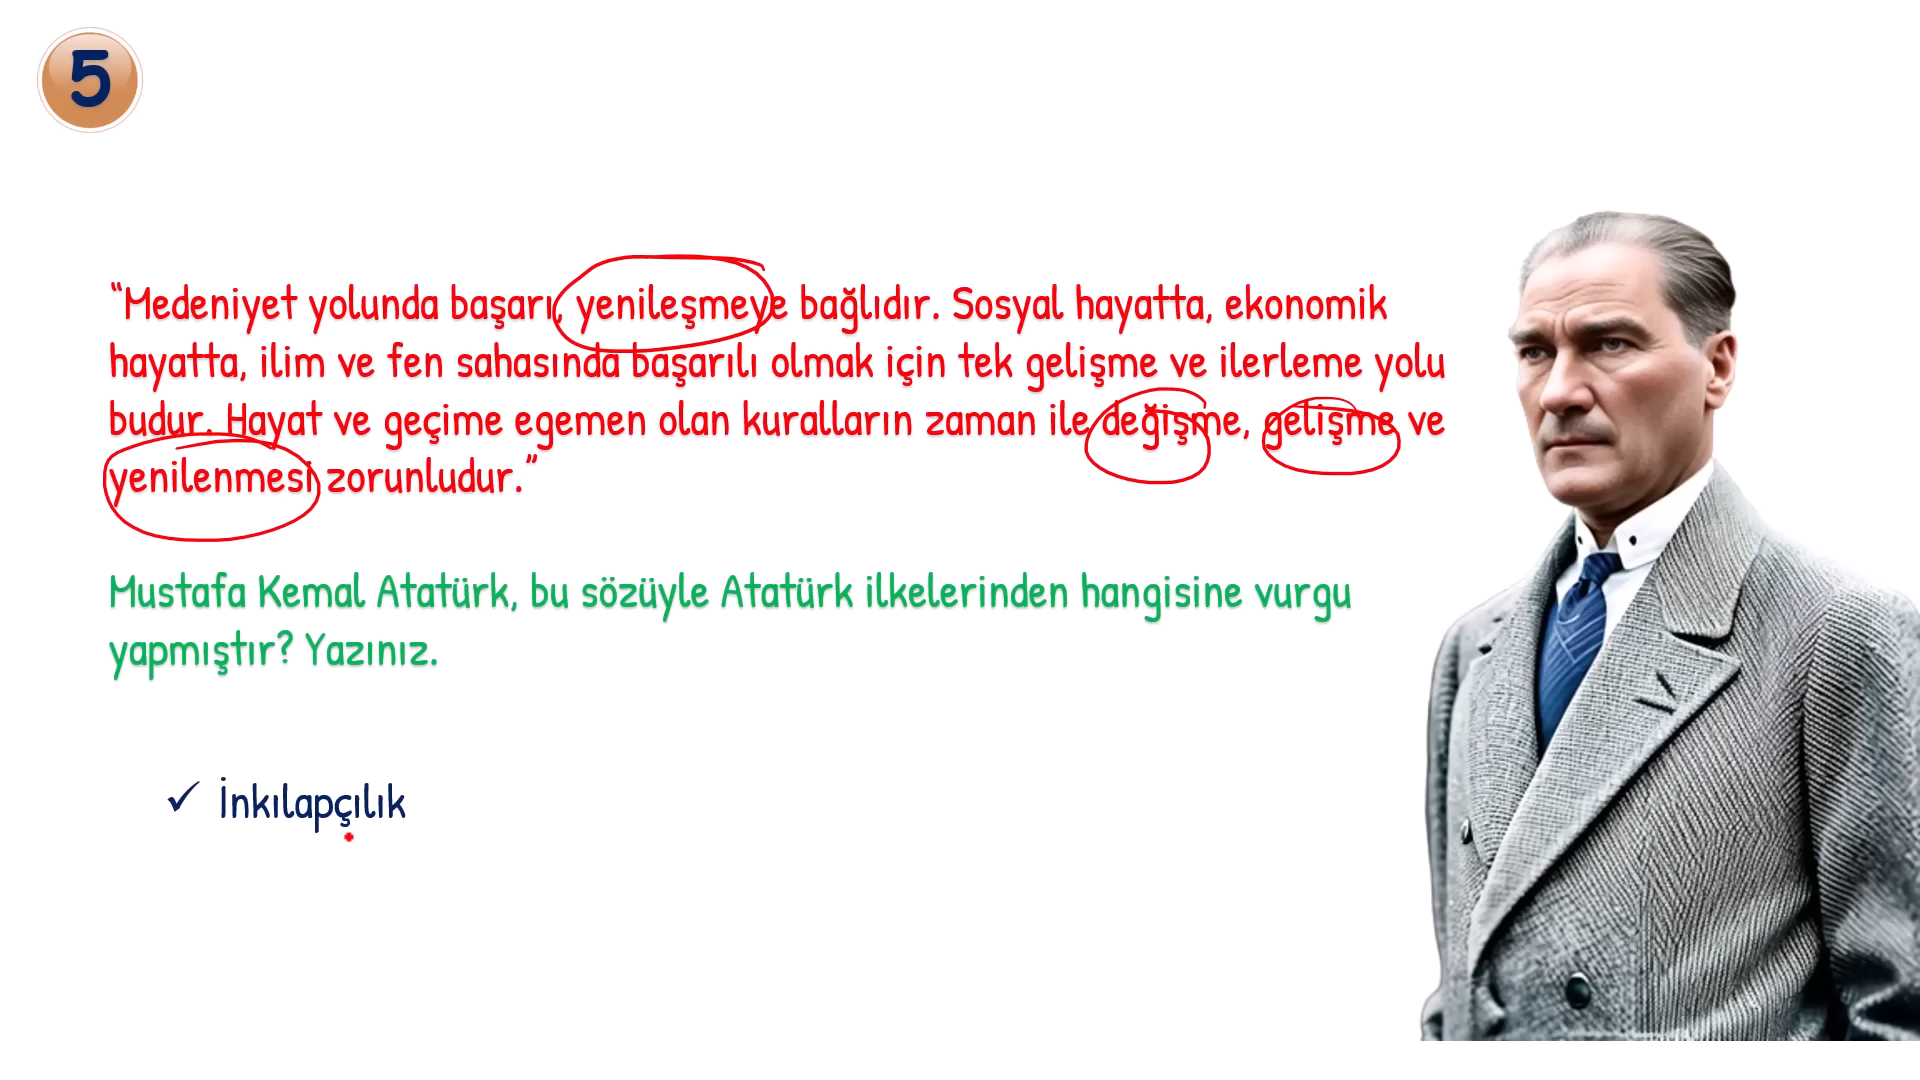 5
“Medeniyet yolunda başarı, yenileşmeye bağlıdır. Sosyal hayatta, ekonomik
hayatta, ilim ve fen sahasında başarılı olmak için tek gelişme ve ilerleme yolu
budur. Hayat ve geçime egemen olan kuralların zaman ile değişme, gelişme ve
yenilenmesi zorunludur.”
Mustafa Kemal Atatürk, bu sözüyle Atatürk ilkelerinden hangisine vurgu
yapmıştır? Yazınız.
✓ İnkılapçılık